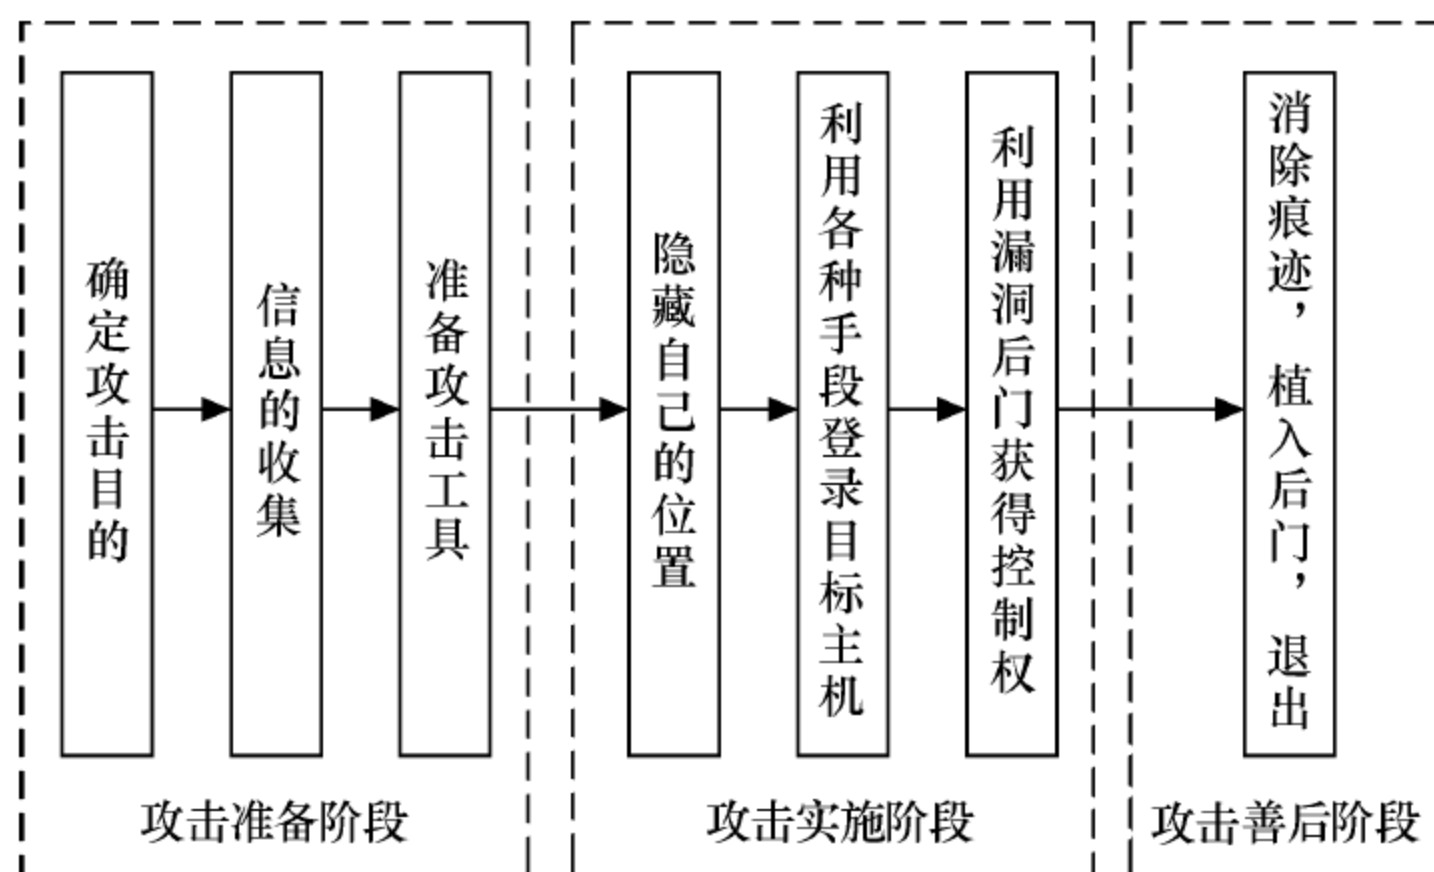 确定攻击目的
信息的收集
准备攻击工具
隐藏自己的位置
利用各种手段登录目标主机
利用漏洞后门获得控制权
消除痕迹，植入后门，退出
攻击准备阶段
攻击实施阶段
攻击善后阶段